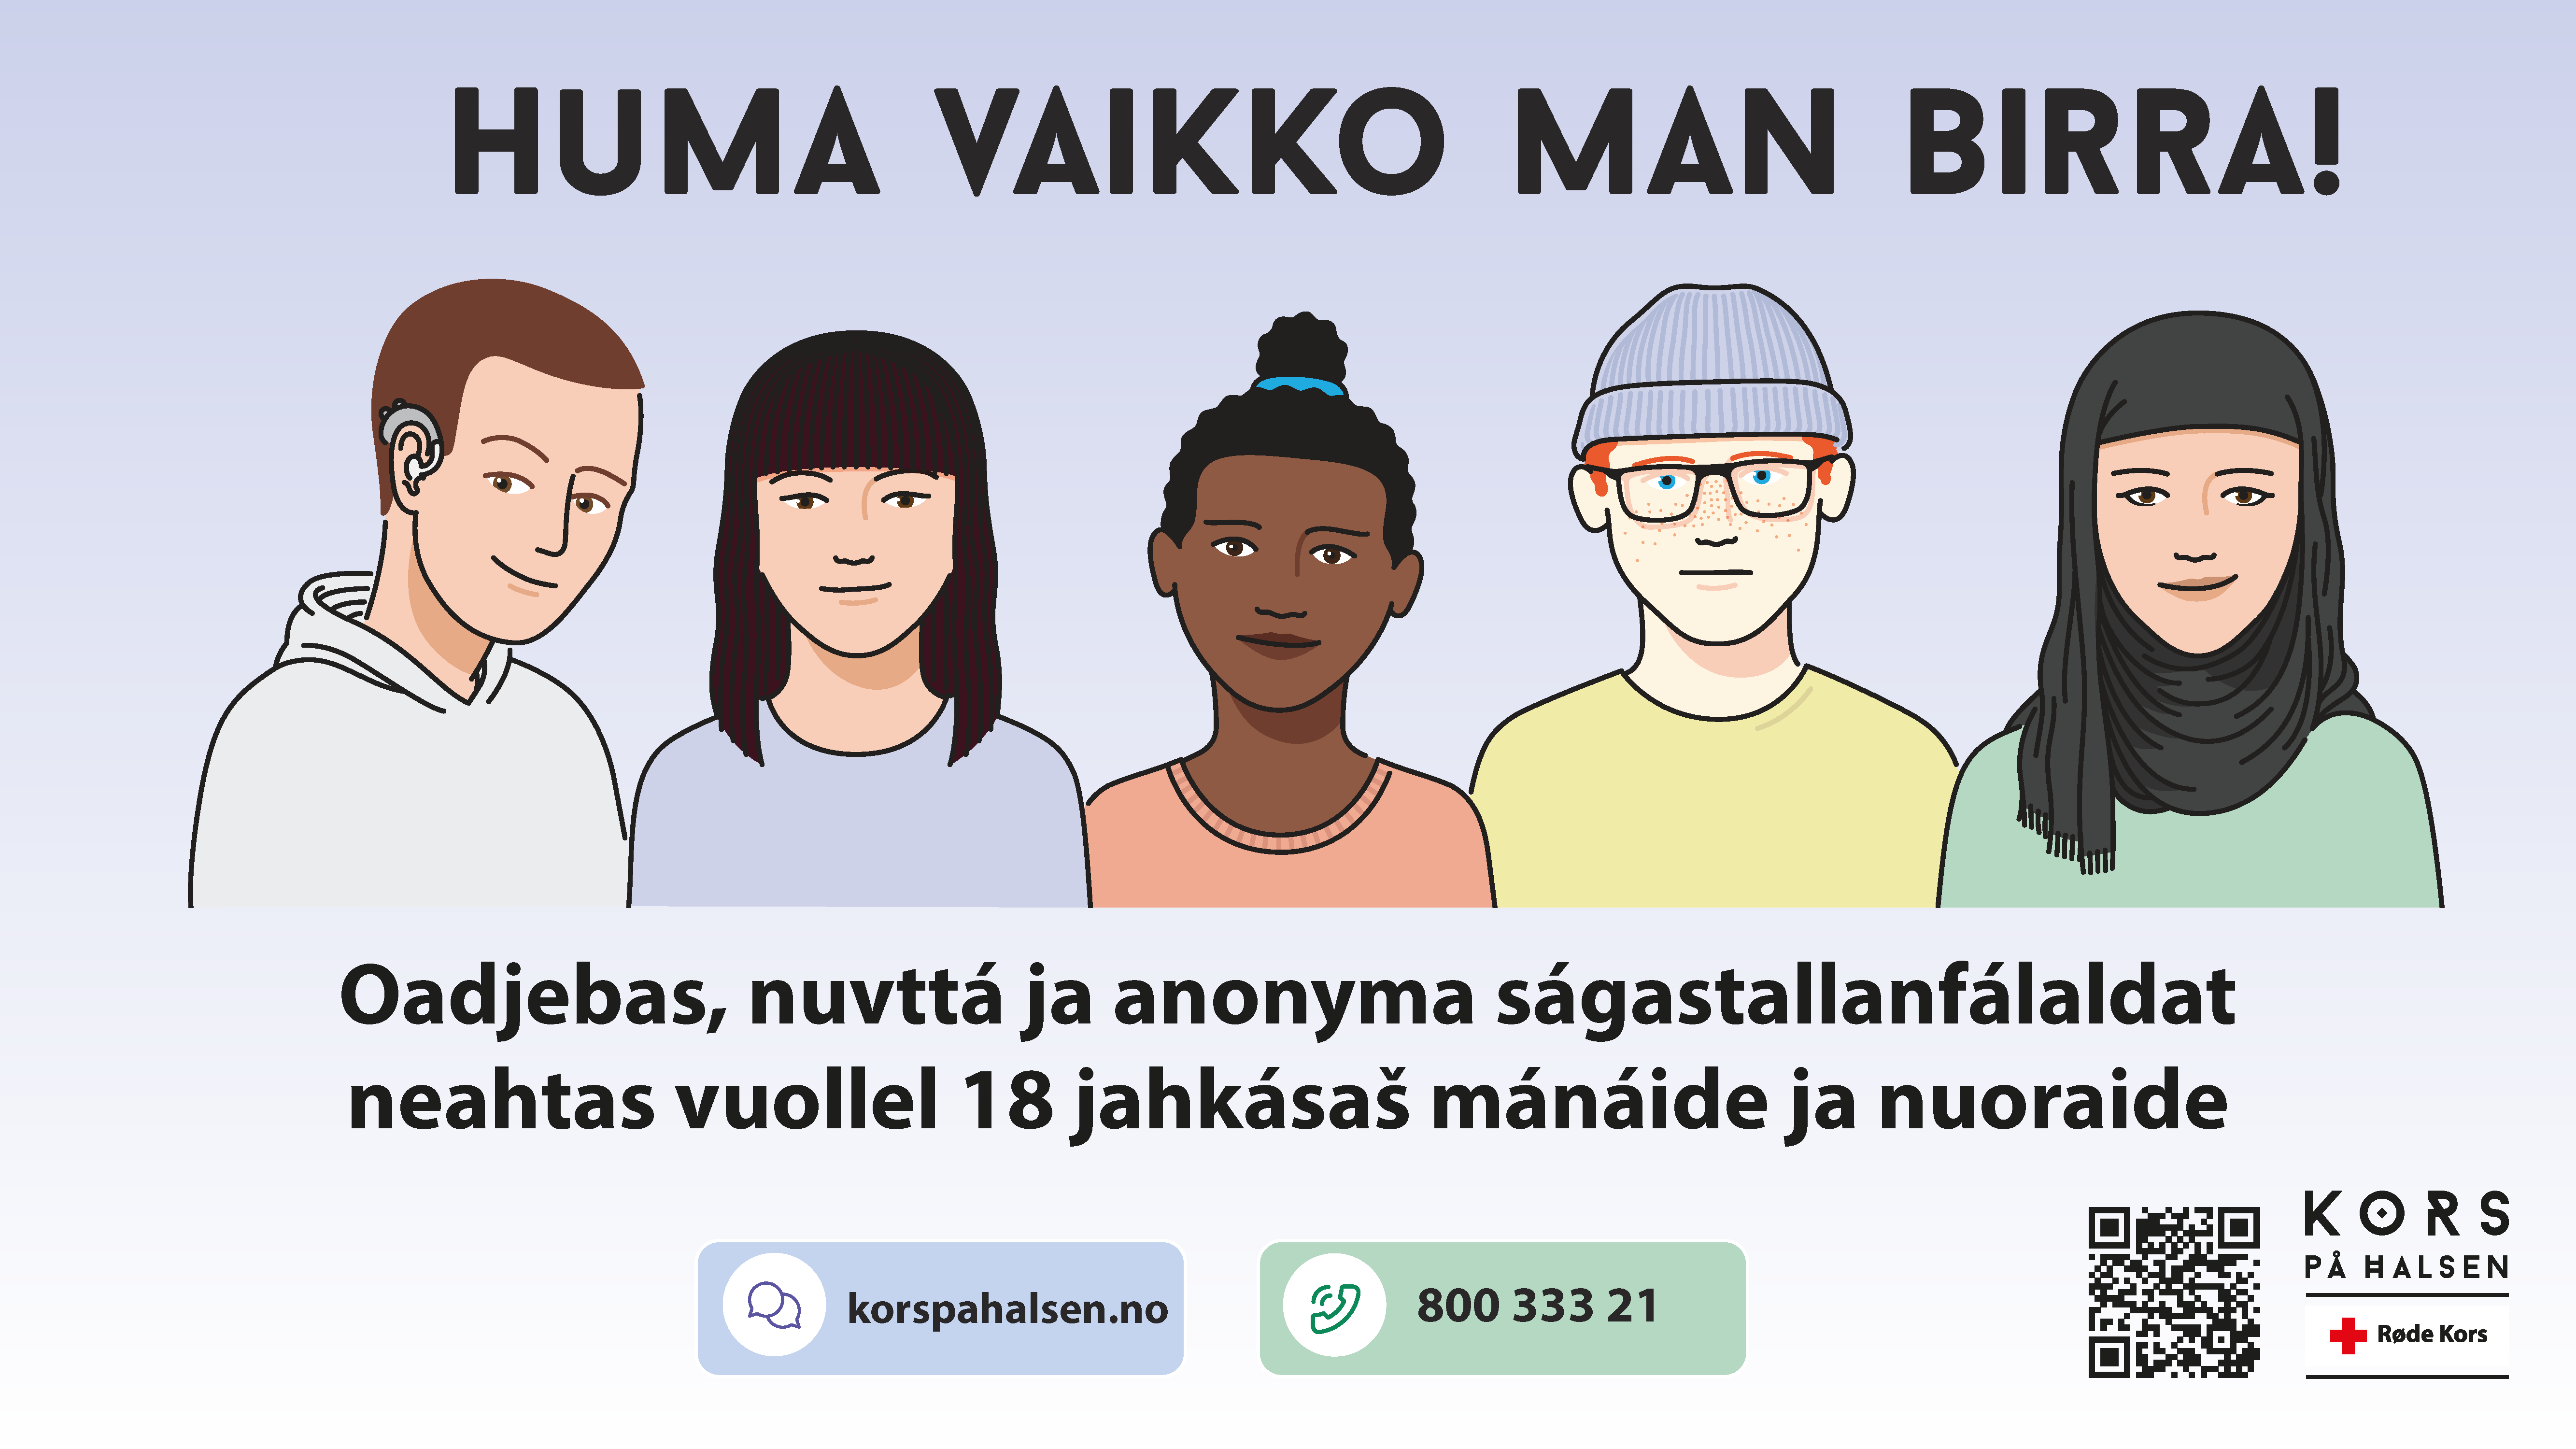 HUMA VAIKKO MAN BIRRA!
Oadjebas, nuvttá ja anonyma ságastallanfálaldat
neahtas vuollel 18 jahkásaš mánáide ja nuoraide
korspahalsen.no
800 333 21
KORS
PÅ HALSEN
Røde Kors